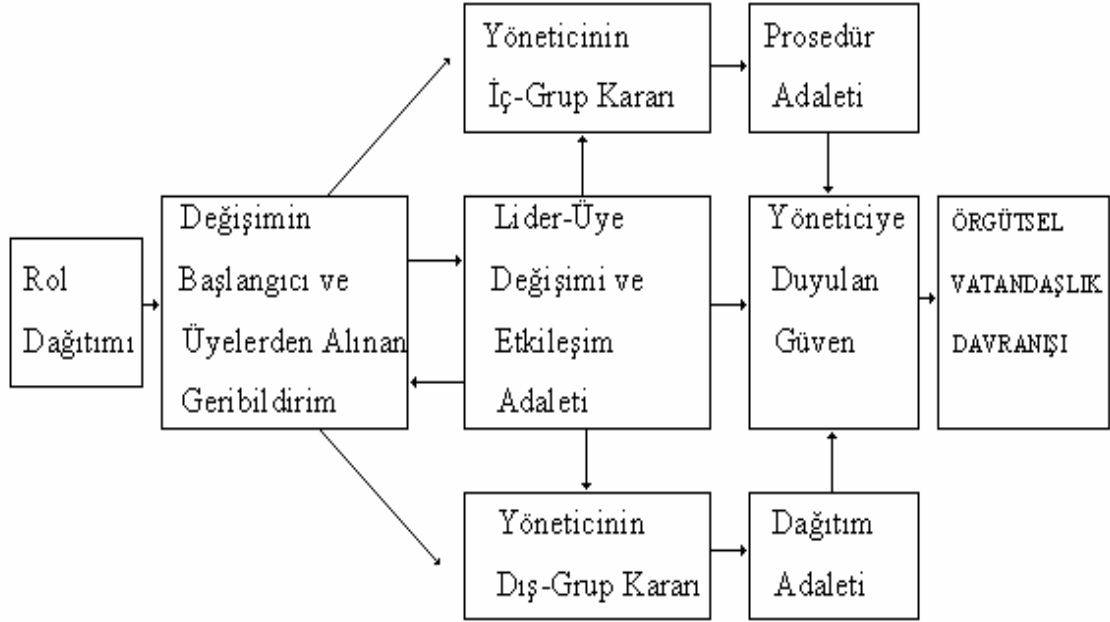 Rol
Dağıtımı
Değişimin
Başlangıcı ve
Üyelerden Alınan
Geribildirim
Yöneticinin
İç-Grup Kararı
Lider-Üye
Değişimi ve
Etkileşim
Adaleti
Yöneticinin
Dış-Grup Kararı
Prosedür
Adaleti
Yöneticiye
Duyulan
Güven
Dağıtım
Adaleti
ÖRGÜTSEL
VATANDAŞLIK
DAVRANIŞI